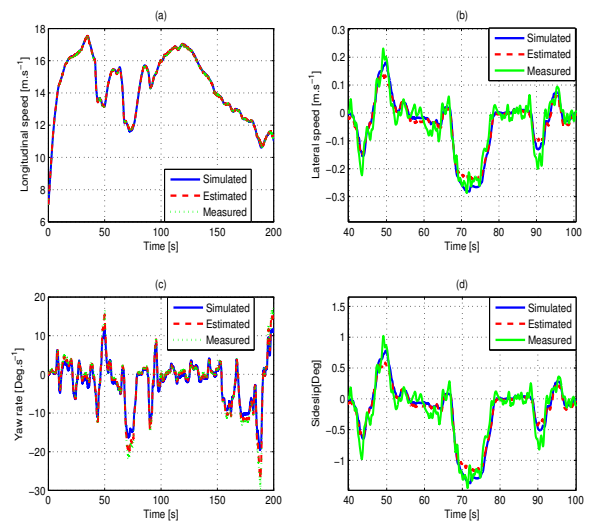 (a)
18
16
14
12
10
8
6
Longitudinal speed [m.s⁻¹]
Simulated
Estimated
Measured
0
50
100
150
200
Time [s]
(b)
0.3
0.2
0.1
0
−0.1
−0.2
−0.3
Lateral speed [m.s⁻¹]
Simulated
Estimated
Measured
40
50
60
70
80
90
100
Time [s]
(c)
20
10
0
−10
−20
−30
Yaw rate [Deg.s⁻¹]
Simulated
Estimated
Measured
0
50
100
150
200
Time [s]
(d)
1
0.5
0
−0.5
−1
Sideslip[Deg]
Simulated
Estimated
Measured
40
50
60
70
80
90
100
Time [s]